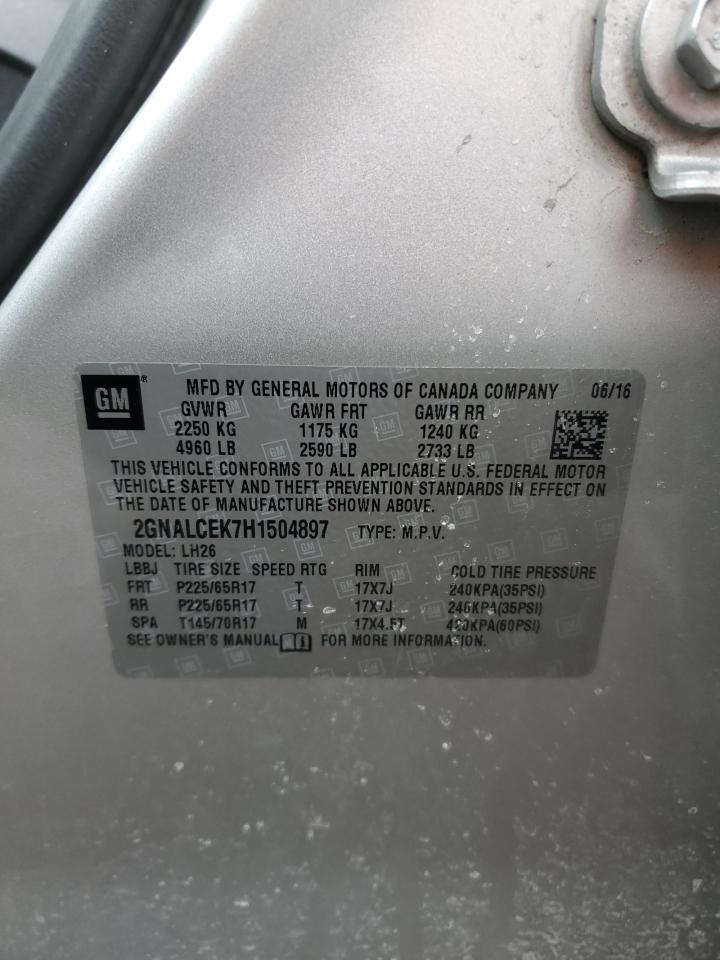 GM® MFD BY GENERAL MOTORS OF CANADA COMPANY 06/16
GVWR GAWR FRT GAWR RR
2250 KG 1175 KG 1240 KG
4960 LB 2590 LB 2733 LB
THIS VEHICLE CONFORMS TO ALL APPLICABLE U.S. FEDERAL MOTOR
VEHICLE SAFETY AND THEFT PREVENTION STANDARDS IN EFFECT ON
THE DATE OF MANUFACTURE SHOWN ABOVE.
2GNALCEK7H1504897 TYPE: M.P.V.
MODEL: LH26
LBBJ TIRE SIZE SPEED RTG RIM COLD TIRE PRESSURE
FRT P225/65R17 T 17X7J 240KPA(35PSI)
RR P225/65R17 T 17X7J 240KPA(35PSI)
SPA T145/70R17 M 17X4.5T 420KPA(60PSI)
SEE OWNER'S MANUAL FOR MORE INFORMATION.